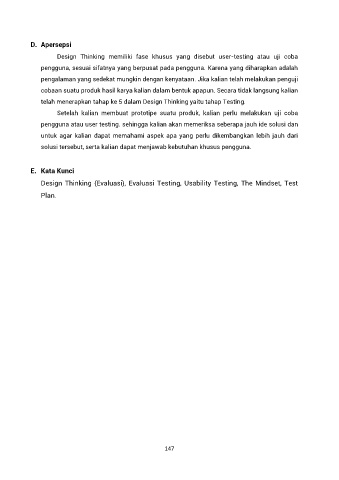 D. Apersepsi
Design Thinking memiliki fase khusus yang disebut user-testing atau uji coba
pengguna, sesuai sifatnya yang berpusat pada pengguna. Karena yang diharapkan adalah
pengalaman yang sedekat mungkin dengan kenyataan. Jika kalian telah melakukan penguji
cobaan suatu produk hasil karya kalian dalam bentuk apapun. Secara tidak langsung kalian
telah menerapkan tahap ke 5 dalam Design Thinking yaitu tahap Testing.
Setelah kalian membuat prototipe suatu produk, kalian perlu melakukan uji coba
pengguna atau user testing. sehingga kalian akan memeriksa seberapa jauh ide solusi dan
untuk agar kalian dapat memahami aspek apa yang perlu dikembangkan lebih jauh dari
solusi tersebut, serta kalian dapat menjawab kebutuhan khusus pengguna.
E. Kata Kunci
Design Thinking (Evaluasi), Evaluasi Testing, Usability Testing, The Mindset, Test
Plan.
147